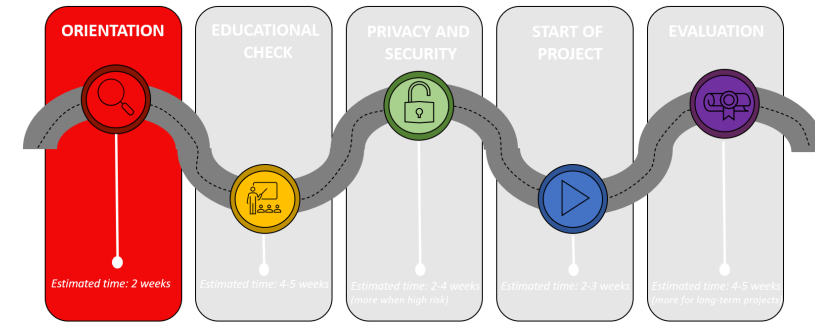 ORIENTATION
EDUCATIONAL
CHECK
PRIVACY AND
SECURITY
START OF
PROJECT
EVALUATION
Estimated time: 2 weeks
Estimated time: 4-5 weeks
Estimated time: 2-4 weeks
(more when high risk)
Estimated time: 2-3 weeks
Estimated time: 4-5 weeks
(more for long-term projects)